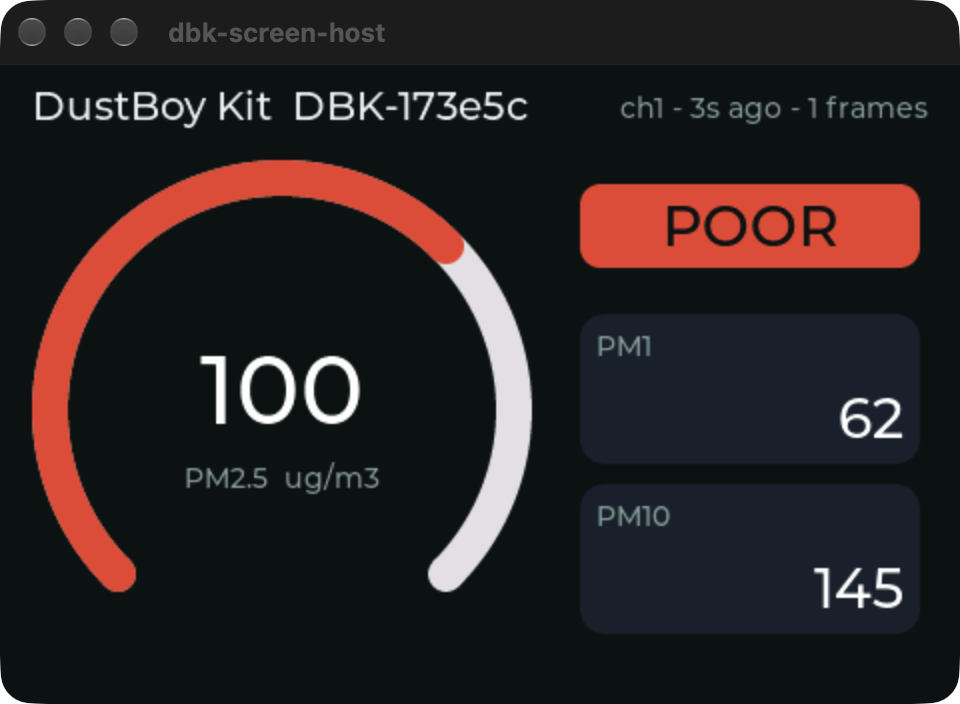 dbk-screen-host
DustBoy Kit  DBK-173e5c
ch1 - 3s ago - 1 frames
POOR
100
PM2.5  ug/m3
PM1
62
PM10
145